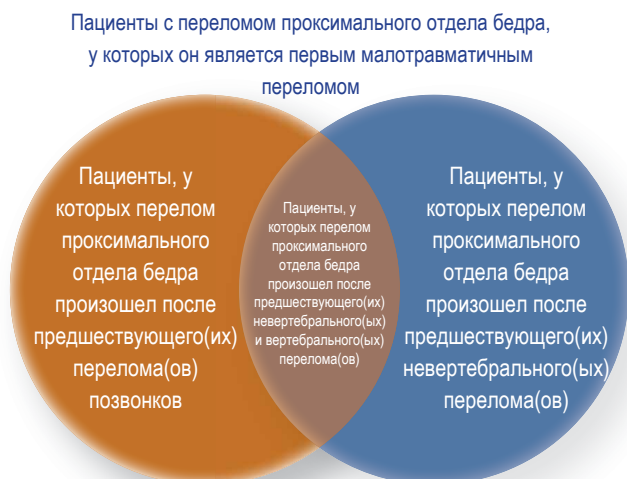 Пациенты с переломом проксимального отдела бедра,
у которых он является первым малотравматичным
переломом
Пациенты, у
которых перелом
проксимального
отдела бедра
произошел после
предшествующего(их)
перелома(ов)
позвонков
Пациенты, у
которых перелом
проксимального
отдела бедра
произошел после
предшествующего(их)
невертебрального(ых)
и вертебрального(ых)
перелома(ов)
Пациенты, у
которых перелом
проксимального
отдела бедра
произошел после
предшествующего(их)
невертебрального(ых)
перелома(ов)